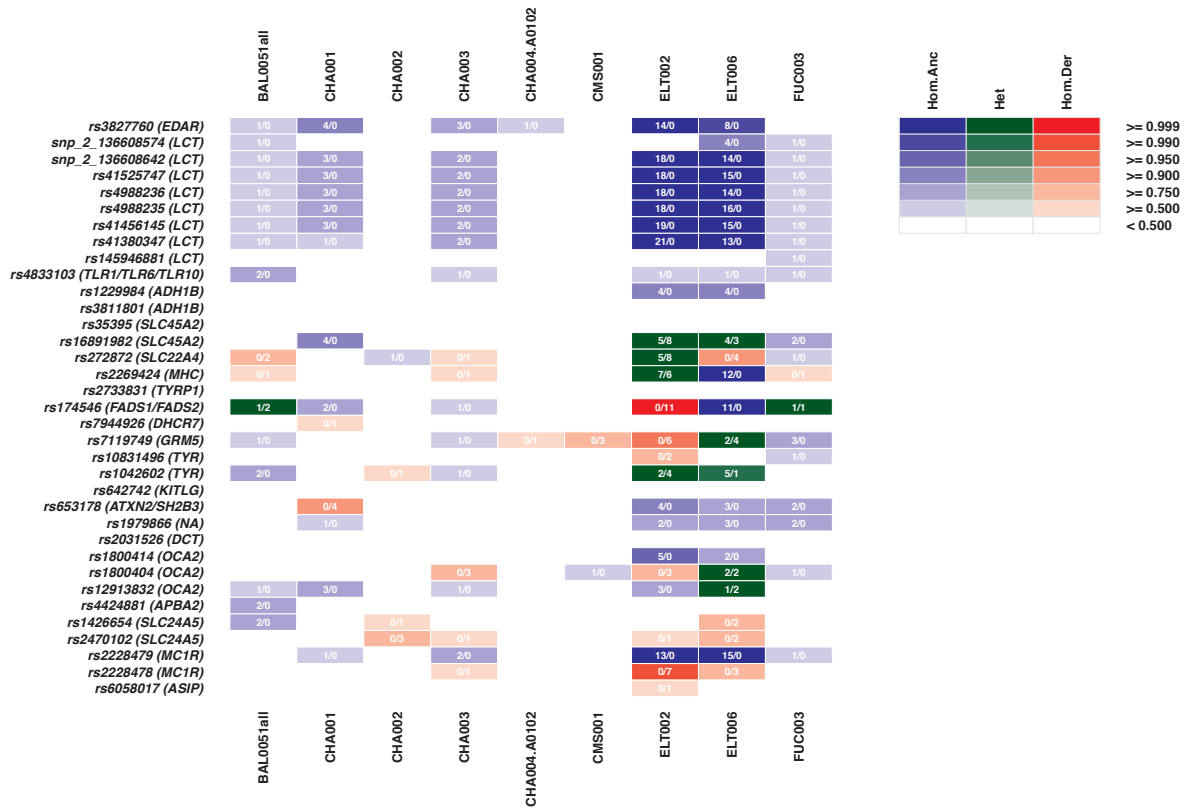 BAL0051all CHA001 CHA002 CHA003 CHA004.A0102 CMS001 ELT002 ELT006 FUC003
Hom.Anc Het Hom.Der
rs3827760 (EDAR) 1/0 4/0 3/0 1/0 14/0 8/0
snp_2_136608574 (LCT) 1/0 4/0 1/0
snp_2_136608642 (LCT) 1/0 3/0 2/0 18/0 14/0 1/0
rs41525747 (LCT) 1/0 3/0 2/0 18/0 15/0 1/0
rs4988236 (LCT) 1/0 3/0 2/0 18/0 14/0 1/0
rs4988235 (LCT) 1/0 3/0 2/0 18/0 16/0 1/0
rs41456145 (LCT) 1/0 3/0 2/0 19/0 15/0 1/0
rs41380347 (LCT) 1/0 1/0 2/0 21/0 13/0 1/0
rs145946881 (LCT) 1/0
rs4833103 (TLR1/TLR6/TLR10) 2/0 1/0 1/0 1/0 1/0
rs1229984 (ADH1B) 4/0 4/0
rs3811801 (ADH1B)
rs35395 (SLC45A2)
rs16891982 (SLC45A2) 4/0 5/8 4/3 2/0
rs272872 (SLC22A4) 0/2 1/0 0/1 5/8 0/4 1/0
rs2269424 (MHC) 0/1 0/1 7/6 12/0 0/1
rs2733831 (TYRP1)
rs174546 (FADS1/FADS2) 1/2 2/0 1/0 0/11 11/0 1/1
rs7944926 (DHCR7) 0/1
rs7119749 (GRM5) 1/0 1/0 0/1 0/3 0/6 2/4 3/0
rs10831496 (TYR) 0/2 1/0
rs1042602 (TYR) 2/0 0/1 1/0 2/4 5/1
rs642742 (KITLG)
rs653178 (ATXN2/SH2B3) 0/4 4/0 3/0 2/0
rs1979866 (NA) 1/0 2/0 3/0 2/0
rs2031526 (DCT)
rs1800414 (OCA2) 5/0 2/0
rs1800404 (OCA2) 0/3 1/0 0/3 2/2 1/0
rs12913832 (OCA2) 1/0 3/0 1/0 3/0 1/2
rs4424881 (APBA2) 2/0
rs1426654 (SLC24A5) 2/0 0/1 0/2
rs2470102 (SLC24A5) 0/3 0/1 0/1 0/2
rs2228479 (MC1R) 1/0 2/0 13/0 15/0 1/0
rs2228478 (MC1R) 0/1 0/7 0/3
rs6058017 (ASIP) 0/1
BAL0051all CHA001 CHA002 CHA003 CHA004.A0102 CMS001 ELT002 ELT006 FUC003
>= 0.999
>= 0.990
>= 0.950
>= 0.900
>= 0.750
>= 0.500
< 0.500